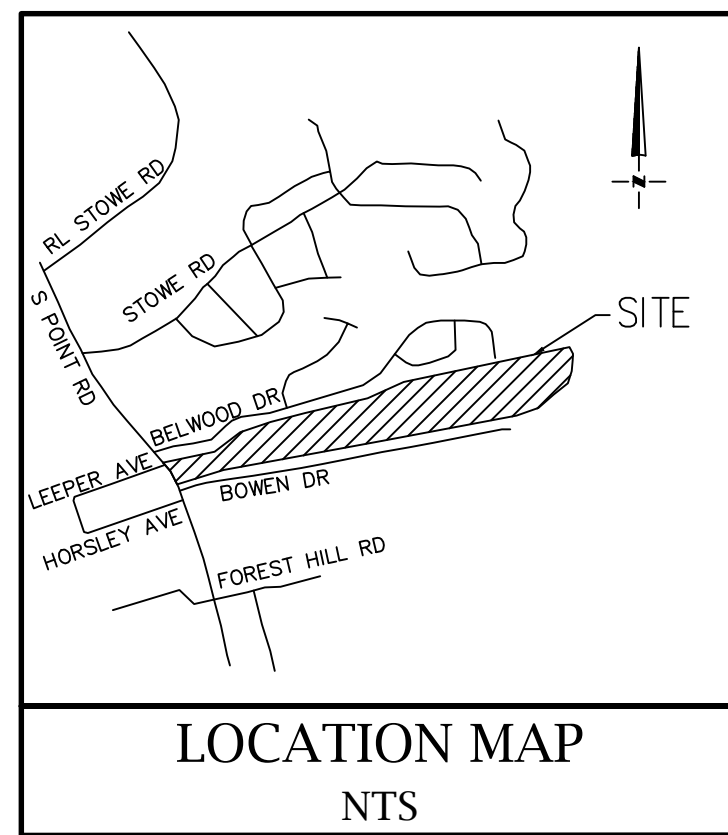 RL STOWE RD
STOWE RD
S POINT RD
N
SITE
BELWOOD DR
LEEPER AVE
BOWEN DR
HORSLEY AVE
FOREST HILL RD
LOCATION MAP
NTS